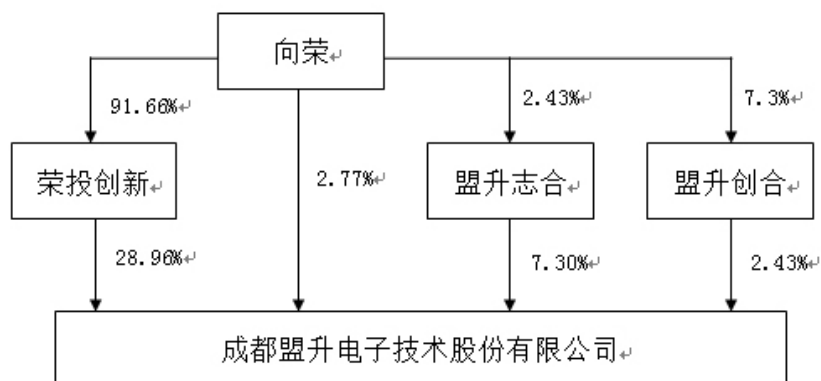 向荣
91.66%
2.43%
7.3%
荣投创新
2.77%
盟升志合
盟升创合
28.96%
7.30%
2.43%
成都盟升电子技术股份有限公司